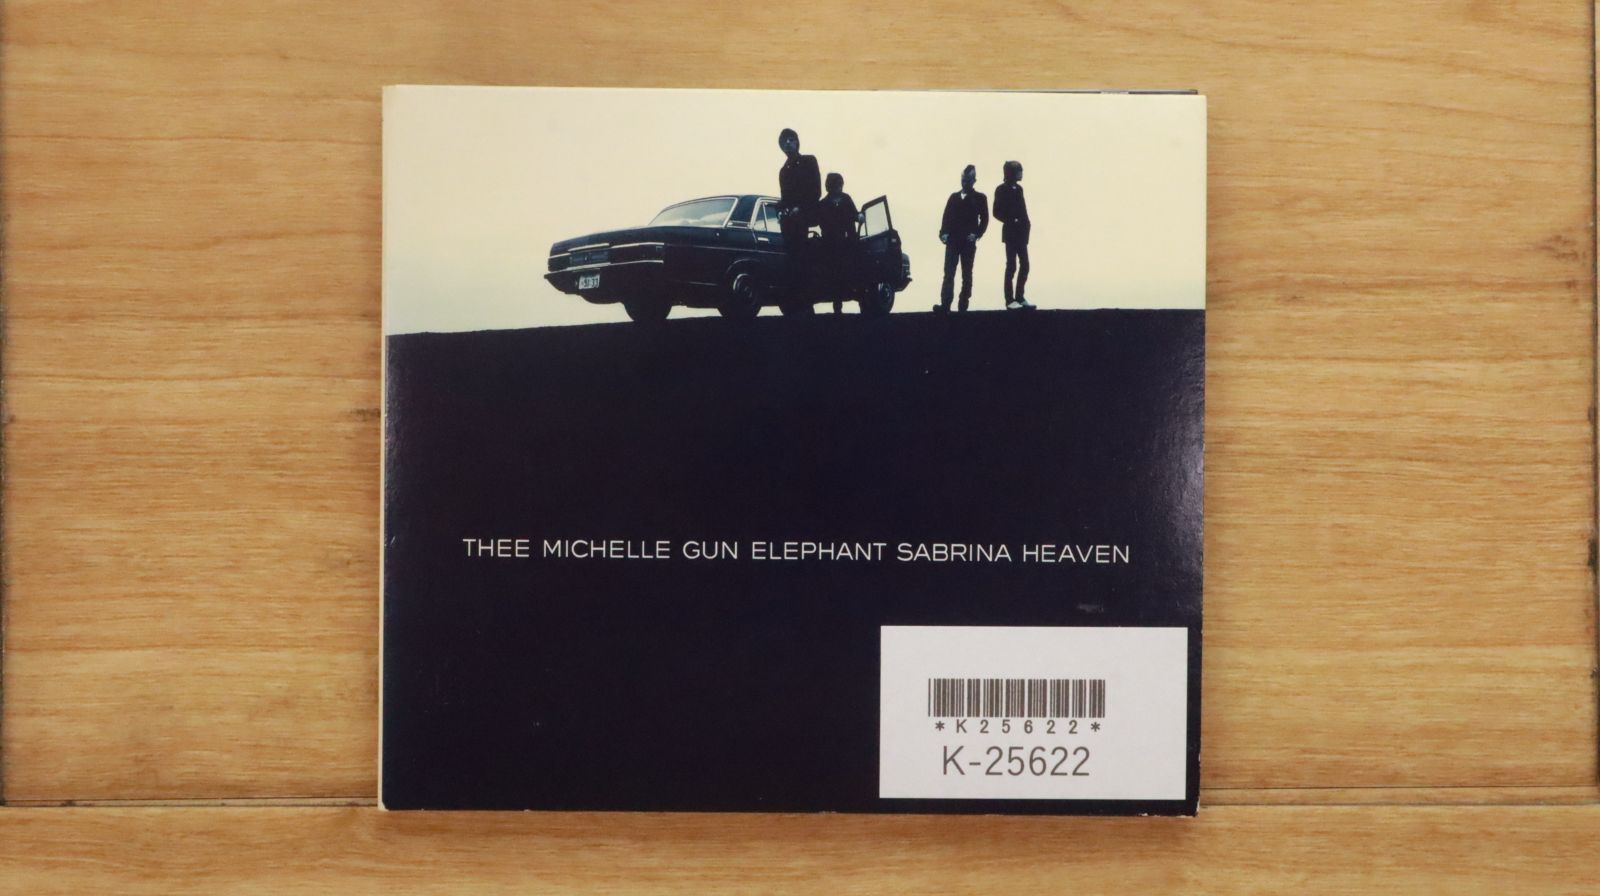 THEE MICHELLE GUN ELEPHANT SABRINA HEAVEN
*K25622*
K-25622